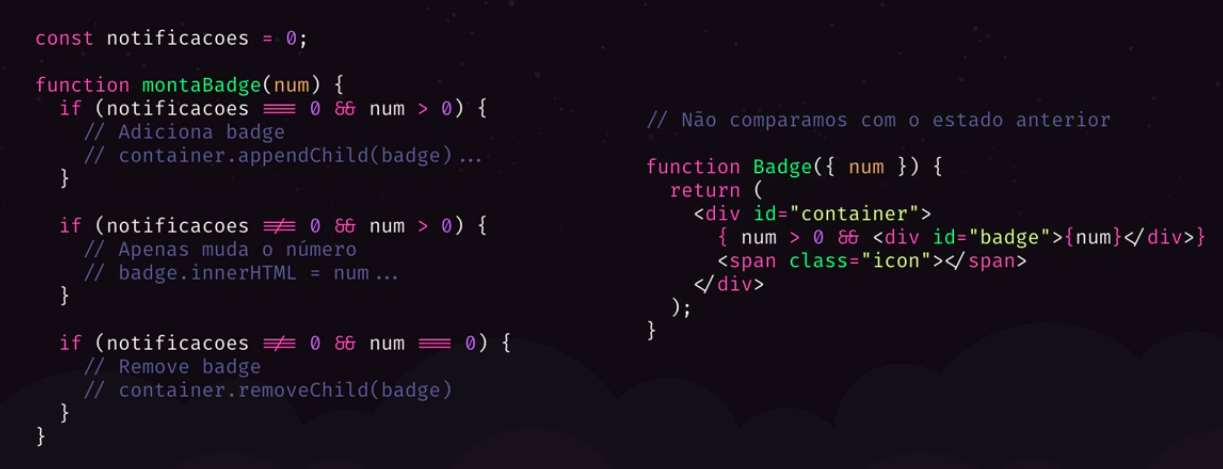 const notificacoes = 0;
function montaBadge(num) {
  if (notificacoes === 0 && num > 0) {
    // Adiciona badge
    // container.appendChild(badge)...
  }
  if (notificacoes !== 0 && num > 0) {
    // Apenas muda o número
    // badge.innerHTML = num...
  }
  if (notificacoes !== 0 && num === 0) {
    // Remove badge
    // container.removeChild(badge)
  }
}
// Não comparamos com o estado anterior
function Badge({ num }) {
  return (
    <div id="container">
      { num > 0 && <div id="badge">{num}</div>}
      <span class="icon"></span>
    </div>
  );
}